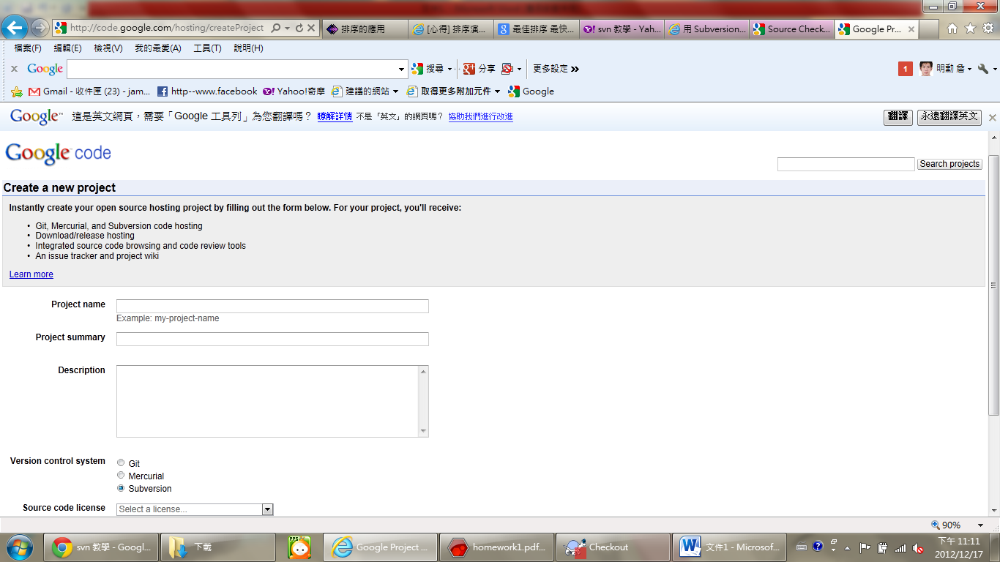 http://code.google.com/hosting/createProject
排序的應用
[心得] 排序演...
最佳排序 最快...
svn 教學 - Yah...
用 Subversion...
Source Check...
Google Pr...
檔案(F) 編輯(E) 檢視(V) 我的最愛(A) 工具(T) 說明(H)
Google 搜尋 分享 更多設定 1 明勳 詹
Gmail - 收件匣 (23) - jam... http--www.facebook Yahoo!奇摩 建議的網站 取得更多附加元件 Google
Google 這是英文網頁，需要「Google 工具列」為您翻譯嗎？ 瞭解詳情 不是「英文」的網頁嗎？ 協助我們進行改進 翻譯 永遠翻譯英文
Google code
Search projects
Create a new project
Instantly create your open source hosting project by filling out the form below. For your project, you'll receive:
• Git, Mercurial, and Subversion code hosting
• Download/release hosting
• Integrated source code browsing and code review tools
• An issue tracker and project wiki
Learn more
Project name
Example: my-project-name
Project summary
Description
Version control system
Git
Mercurial
Subversion
Source code license Select a license...
90%
svn 教學 - Googl... 下載 PPS Google Project ... homework1.pdf... Checkout 文件1 - Microsof...
下午 11:11
2012/12/17